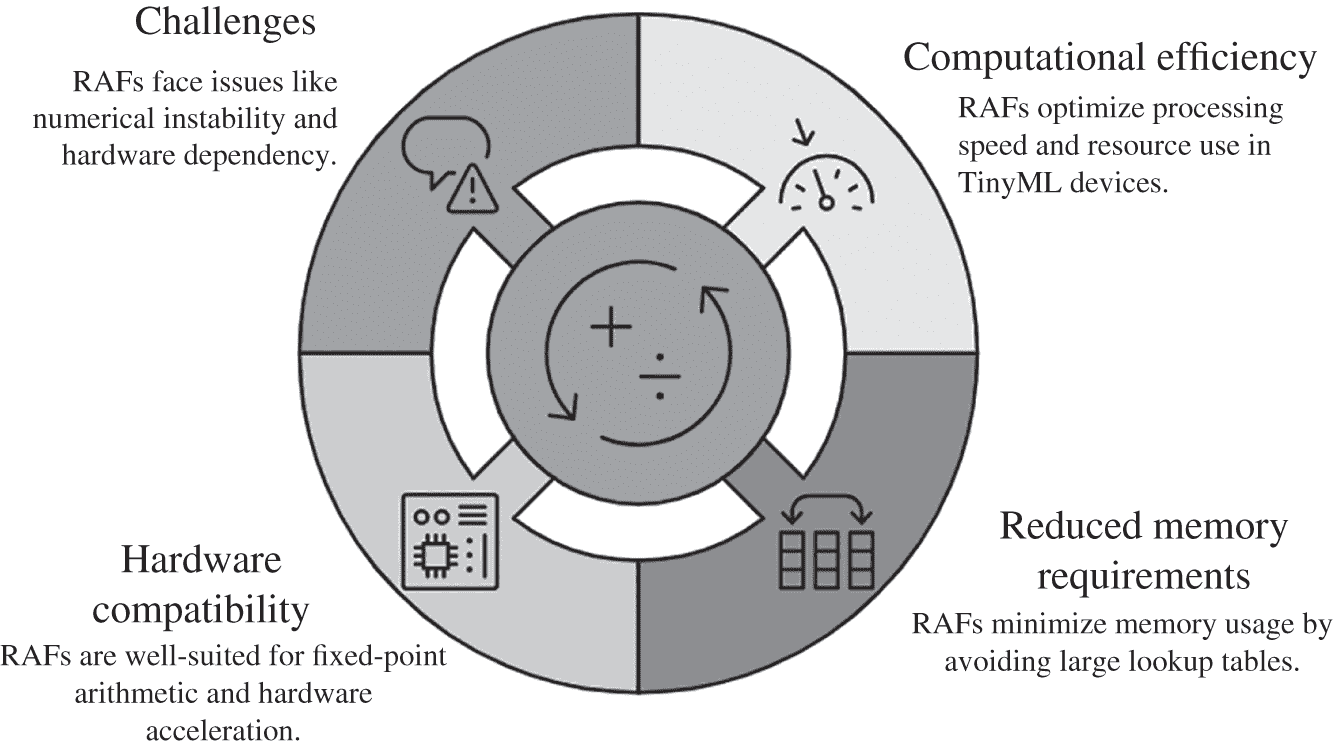 Challenges
RAFs face issues like
numerical instability and
hardware dependency.
Computational efficiency
RAFs optimize processing
speed and resource use in
TinyML devices.
Hardware
compatibility
RAFs are well-suited for fixed-point
arithmetic and hardware
acceleration.
Reduced memory
requirements
RAFs minimize memory usage by
avoiding large lookup tables.